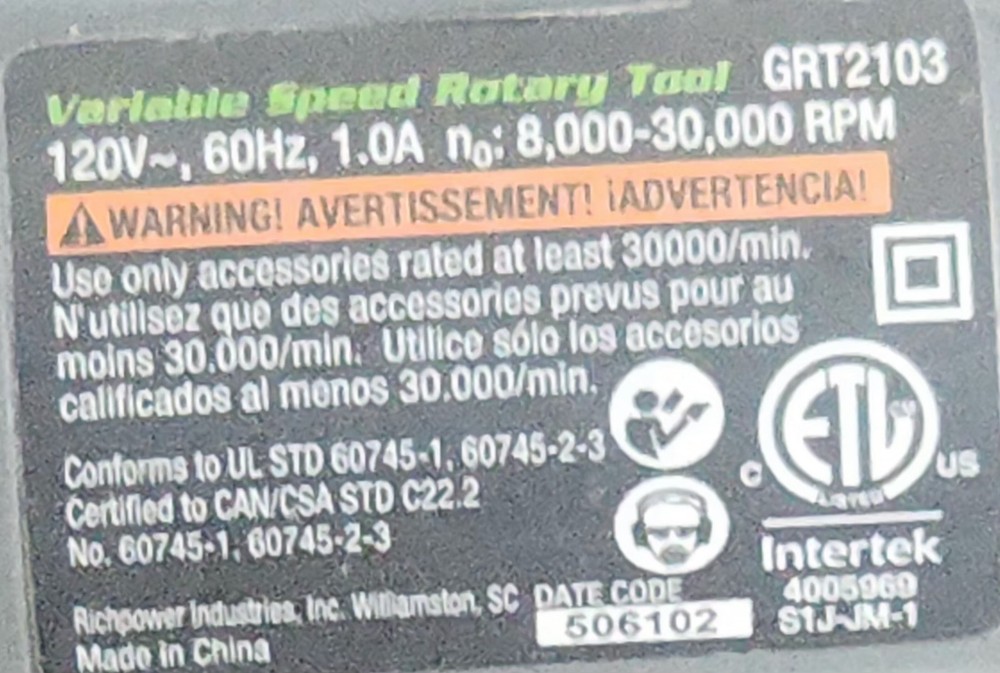 Variable Speed Rotary Tool GRT2103
120V~, 60Hz, 1.0A n₀: 8,000-30,000 RPM
WARNING! AVERTISSEMENT! ¡ADVERTENCIA!
Use only accessories rated at least 30000/min.
N'utilisez que des accessories prevus pour au
moins 30.000/min. Utilice sólo los accesorios
calificados al menos 30.000/min.
Conforms to UL STD 60745-1, 60745-2-3
Certified to CAN/CSA STD C22.2
No. 60745-1, 60745-2-3
ETL CM
C US
LISTED
Intertek
4005969
S1J-JM-1
Richpower Industries, Inc. Williamston, SC
Made in China
DATE CODE
506102